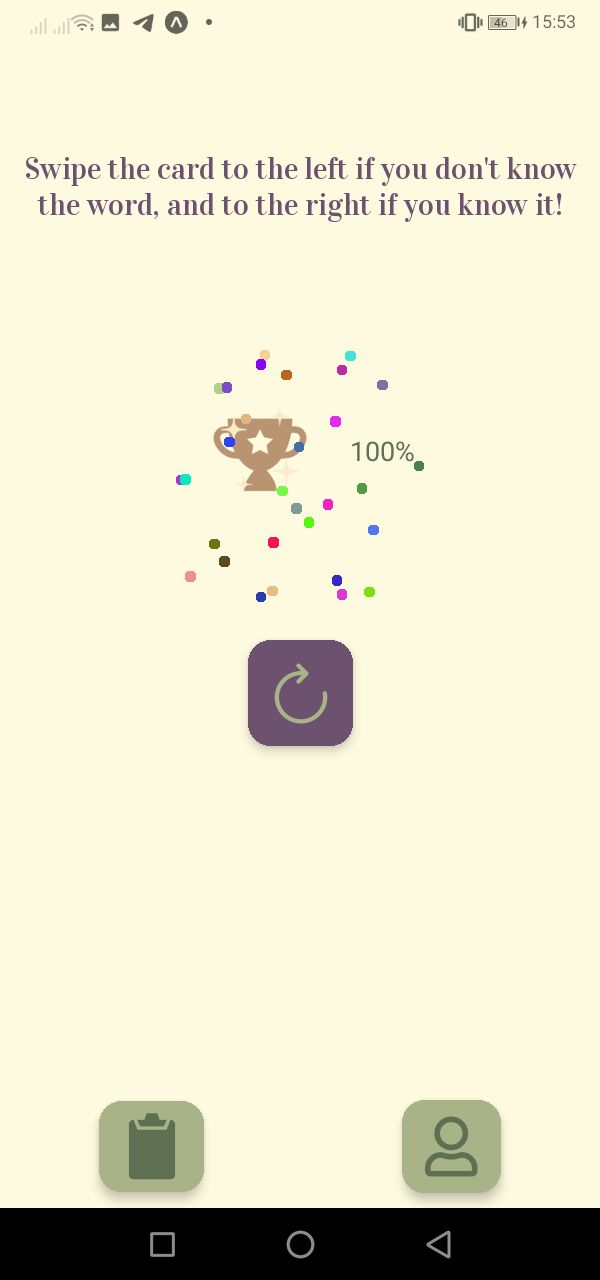 46 15:53
Swipe the card to the left if you don't know
the word, and to the right if you know it!
100%